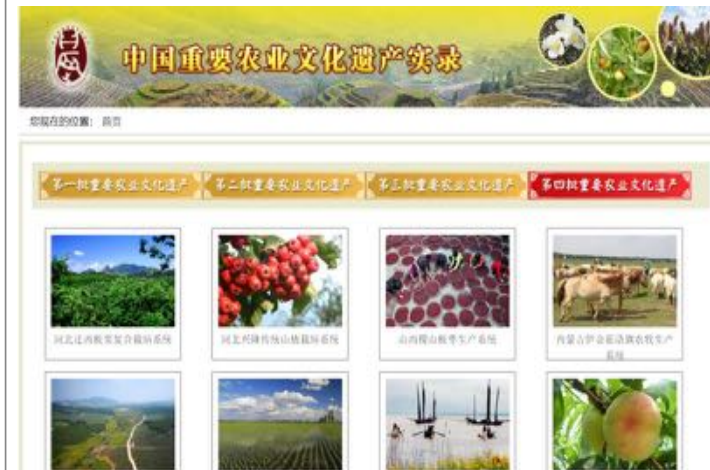 中国重要农业文化遗产实录
您现在的位置： 首页
第一批重要农业文化遗产
第二批重要农业文化遗产
第三批重要农业文化遗产
第四批重要农业文化遗产
河北迁西板栗复合栽培系统
河北兴隆传统山楂栽培系统
山西稷山板枣生产系统
内蒙古伊金霍洛旗农牧生产
系统